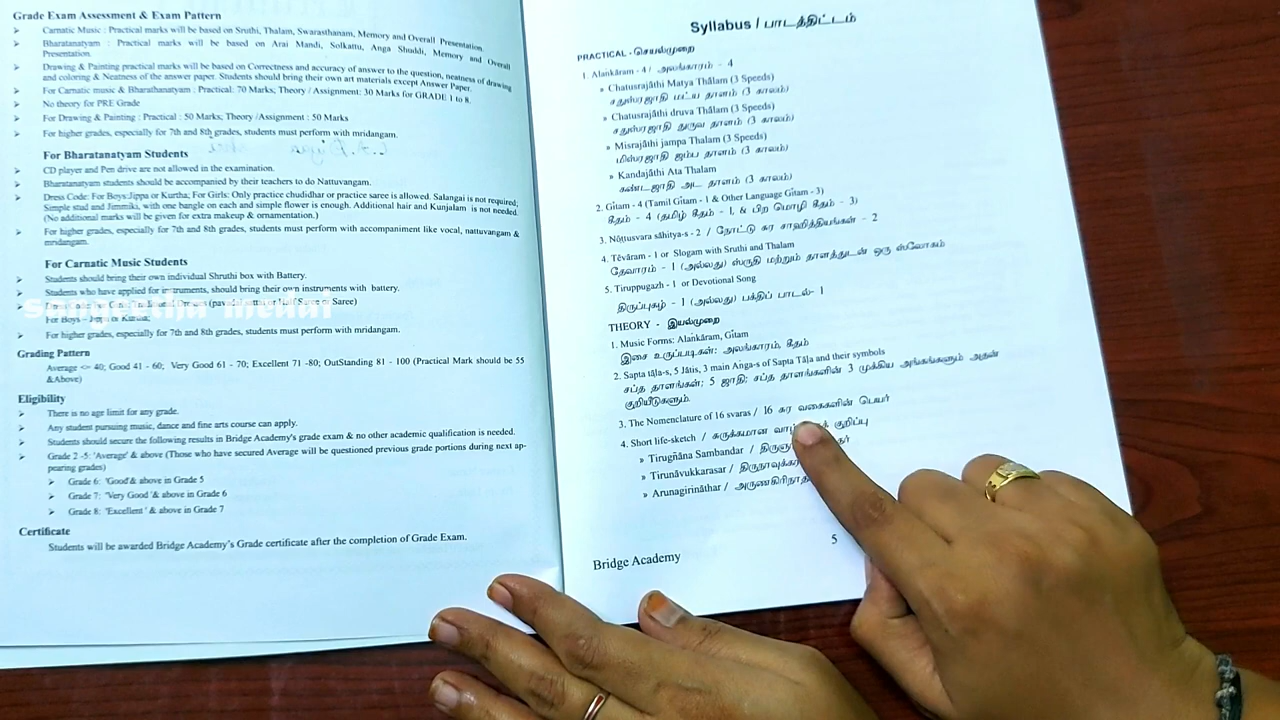 Grade Exam Assessment & Exam Pattern
➤ Carnatic Music : Practical marks will be based on Sruthi, Thalam, Swarasthanam, Memory and Overall Presentation.
➤ Bharatanatyam : Practical marks will be based on Arai Mandi, Solkattu, Anga Shuddi, Memory and Overall
Presentation.
➤ Drawing & Painting practical marks will be based on Correctness and accuracy of answer to the question, neatness of drawing
and coloring & Neatness of the answer paper. Students should bring their own art materials except Answer Paper.
➤ For Carnatic music & Bharathanatyam : Practical: 70 Marks; Theory / Assignment: 30 Marks for GRADE 1 to 8.
➤ No theory for PRE Grade
➤ For Drawing & Painting : Practical : 50 Marks; Theory /Assignment : 50 Marks
➤ For higher grades, especially for 7th and 8th grades, students must perform with mridangam.
For Bharatanatyam Students
➤ CD player and Pen drive are not allowed in the examination.
➤ Bharatanatyam students should be accompanied by their teachers to do Nattuvangam.
➤ Dress Code: For Boys:Jippa or Kurtha; For Girls: Only practice chudidhar or practice saree is allowed. Salangai is not required;
Simple stud and Jimmiks, with one bangle on each and simple flower is enough. Additional hair and Kunjalam is not needed.
(No additional marks will be given for extra makeup & ornamentation.)
➤ For higher grades, especially for 7th and 8th grades, students must perform with accompaniment like vocal, nattuvangam &
mridangam.
For Carnatic Music Students
➤ Students should bring their own individual Shruthi box with Battery.
➤ Students who have applied for instruments, should bring their own instruments with battery.
sangeetha medai
or Half Saree or Saree)
For Boys - Jippa or Kurtha;
➤ For higher grades, especially for 7th and 8th grades, students must perform with mridangam.
Grading Pattern
Average <= 40; Good 41 - 60; Very Good 61 - 70; Excellent 71 -80; OutStanding 81 - 100 (Practical Mark should be 55
&Above)
Eligibility
➤ There is no age limit for any grade.
➤ Any student pursuing music, dance and fine arts course can apply.
➤ Students should secure the following results in Bridge Academy's grade exam & no other academic qualification is needed.
➤ Grade 2 -5: 'Average' & above (Those who have secured Average will be questioned previous grade portions during next ap-
pearing grades)
➤ Grade 6: 'Good & above in Grade 5
➤ Grade 7: 'Very Good '& above in Grade 6
➤ Grade 8: 'Excellent ' & above in Grade 7
Certificate
Students will be awarded Bridge Academy's Grade certificate after the completion of Grade Exam.
Syllabus / பாடத்திட்டம்
PRACTICAL - செயல்முறை
1. Alankāram - 4 / அலங்காரம் - 4
» Chatusrajāthi Matya Thālam (3 Speeds)
சதுஸ்ரஜாதி மட்ய தாளம் (3 காலம்)
» Chatusrajāthi druva Thālam (3 Speeds)
சதுஸ்ரஜாதி துருவ தாளம் (3 காலம்)
» Misrajāthi jampa Thalam (3 Speeds)
மிஸ்ரஜாதி ஜம்ப தாளம் (3 காலம்)
» Kandajāthi Ata Thalam
கண்டஜாதி அட தாளம் (3 காலம்)
2. Gītam - 4 (Tamil Gītam - 1 & Other Language Gītam - 3)
கீதம் - 4 (தமிழ் கீதம் - 1, & பிற மொழி கீதம் - 3)
3. Nōṭṭusvara sāhitya-s - 2 / நோட்டு சுர சாஹித்தியங்கள் - 2
4. Tēvāram - 1 or Slogam with Sruthi and Thalam
தேவாரம் - 1 (அல்லது) ஸ்ருதி மற்றும் தாளத்துடன் ஒரு ஸ்லோகம்
5. Tiruppugazh - 1 or Devotional Song
திருப்புகழ் - 1 (அல்லது) பக்திப் பாடல்- 1
THEORY - இயல்முறை
1. Music Forms: Alaṅkāram, Gītam
இசை உருப்படிகள்: அலங்காரம், கீதம்
2. Sapta tāḷa-s, 5 Jātis, 3 main Aṅga-s of Sapta Tāḷa and their symbols
சப்த தாளங்கள்; 5 ஜாதி; சப்த தாளங்களின் 3 முக்கிய அங்கங்களும் அதன்
குறியீடுகளும்.
3. The Nomenclature of 16 svaras / 16 சுர வகைகளின் பெயர்
4. Short life-sketch / சுருக்கமான குறிப்பு
» Tirugñāna Sambandar /
» Tirunāvukkarasar /
» Arunagirināthar /
Bridge Academy
5